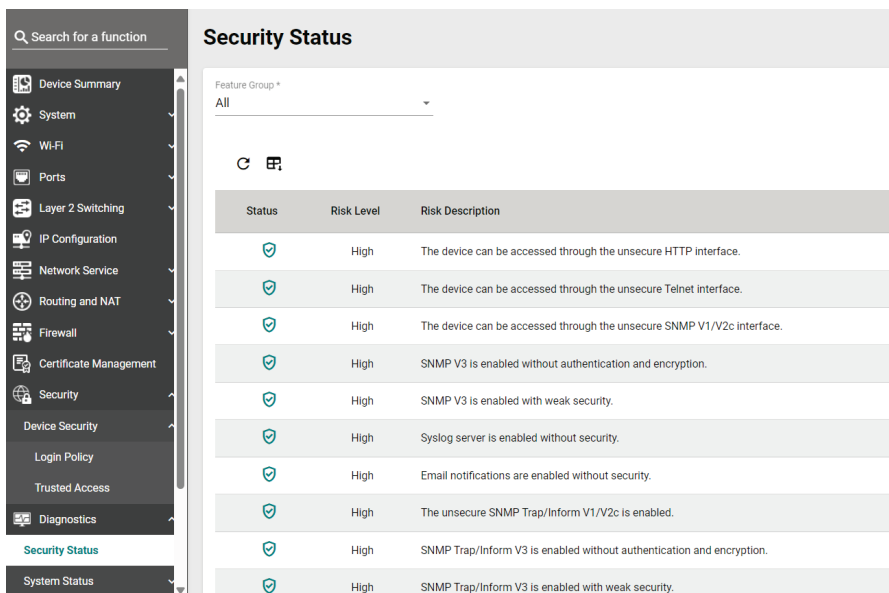 Search for a function
Device Summary
System
Wi-Fi
Ports
Layer 2 Switching
IP Configuration
Network Service
Routing and NAT
Firewall
Certificate Management
Security
Device Security
Login Policy
Trusted Access
Diagnostics
Security Status
System Status
Security Status
Feature Group *
All
Status Risk Level Risk Description
High The device can be accessed through the unsecure HTTP interface.
High The device can be accessed through the unsecure Telnet interface.
High The device can be accessed through the unsecure SNMP V1/V2c interface.
High SNMP V3 is enabled without authentication and encryption.
High SNMP V3 is enabled with weak security.
High Syslog server is enabled without security.
High Email notifications are enabled without security.
High The unsecure SNMP Trap/Inform V1/V2c is enabled.
High SNMP Trap/Inform V3 is enabled without authentication and encryption.
High SNMP Trap/Inform V3 is enabled with weak security.